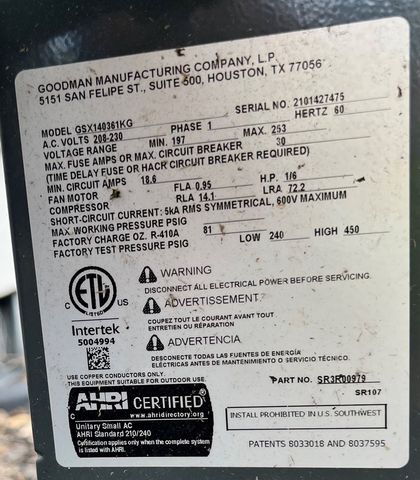 GOODMAN MANUFACTURING COMPANY, L.P.
5151 SAN FELIPE ST., SUITE 500, HOUSTON, TX 77056
SERIAL NO. 2101427475
MODEL GSX140361KG PHASE 1 HERTZ 60
A.C. VOLTS 208-230
VOLTAGE RANGE MIN. 197 MAX. 253
MAX. FUSE AMPS OR MAX. CIRCUIT BREAKER 30
(TIME DELAY FUSE OR HACR CIRCUIT BREAKER REQUIRED)
MIN. CIRCUIT AMPS 18.6
FAN MOTOR FLA 0.95 H.P. 1/6
COMPRESSOR RLA 14.1 LRA 72.2
SHORT-CIRCUIT CURRENT: 5kA RMS SYMMETRICAL, 600V MAXIMUM
MAX WORKING PRESSURE PSIG
FACTORY CHARGE OZ. R-410A 81
FACTORY TEST PRESSURE PSIG LOW 240 HIGH 450
WARNING
DISCONNECT ALL ELECTRICAL POWER BEFORE SERVICING.
AVERTISSEMENT
COUPEZ TOUT LE COURANT AVANT TOUT
ENTRETIEN OU RÉPARATION
ADVERTENCIA
DESCONECTE TODAS LAS FUENTES DE ENERGÍA
ELÉCTRICA ANTES DE MANTENIMIENTO O SERVICIO TÉCNICO.
C ETL US
LISTED
Intertek
5004994
USE COPPER CONDUCTORS ONLY.
THIS EQUIPMENT SUITABLE FOR OUTDOOR USE.
PART NO. SR3R00979
SR107
AHRI CERTIFIED®
www.ahridirectory.org
Unitary Small AC
AHRI Standard 210/240
Certification applies only when the complete system
is listed with AHRI.
INSTALL PROHIBITED IN U.S. SOUTHWEST
PATENTS 8033018 AND 8037595